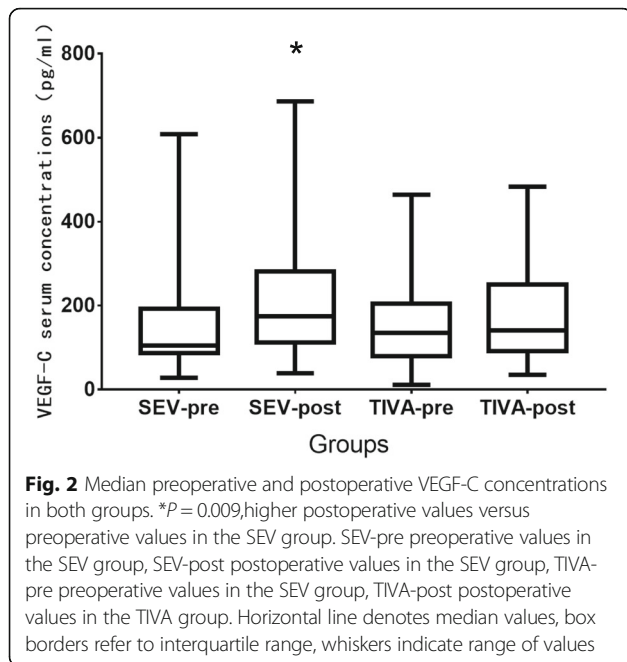 *
800
600
400
200
0
VEGF-C serum concentrations (pg/ml)
SEV-pre SEV-post TIVA-pre TIVA-post
Groups
Fig. 2 Median preoperative and postoperative VEGF-C concentrations
in both groups. *P = 0.009,higher postoperative values versus
preoperative values in the SEV group. SEV-pre preoperative values in
the SEV group, SEV-post postoperative values in the SEV group, TIVA-
pre preoperative values in the SEV group, TIVA-post postoperative
values in the TIVA group. Horizontal line denotes median values, box
borders refer to interquartile range, whiskers indicate range of values